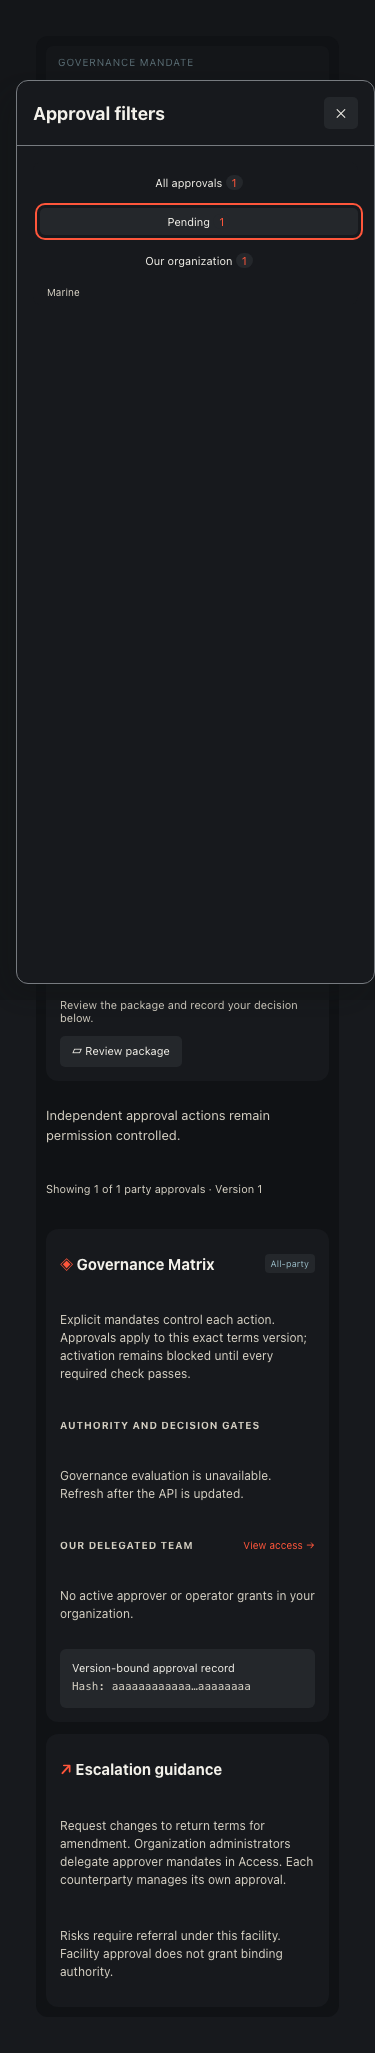 GOVERNANCE MANDATE
Approval filters
×
All approvals 1
Pending 1
Our organization 1
Marine
Review the package and record your decision
below.
▱ Review package
Independent approval actions remain
permission controlled.
Showing 1 of 1 party approvals · Version 1
◈ Governance Matrix
All-party
Explicit mandates control each action.
Approvals apply to this exact terms version;
activation remains blocked until every
required check passes.
AUTHORITY AND DECISION GATES
Governance evaluation is unavailable.
Refresh after the API is updated.
OUR DELEGATED TEAM
View access →
No active approver or operator grants in your
organization.
Version-bound approval record
Hash: aaaaaaaaaaaa…aaaaaaaa
↗ Escalation guidance
Request changes to return terms for
amendment. Organization administrators
delegate approver mandates in Access. Each
counterparty manages its own approval.
Risks require referral under this facility.
Facility approval does not grant binding
authority.